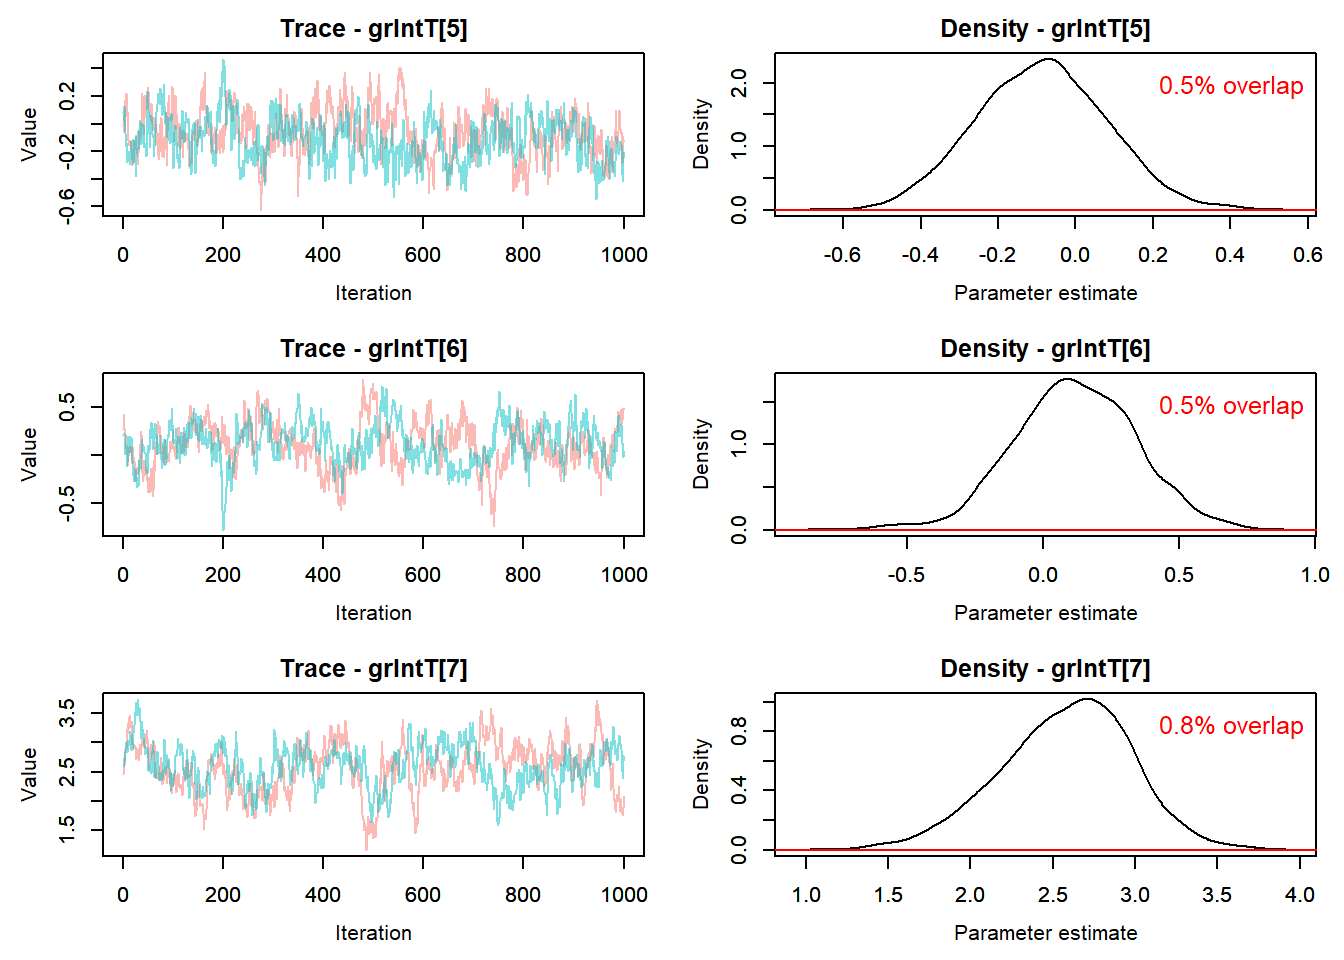 Trace - grIntT[5]
Value
-0.6 -0.2 0.2
0 200 400 600 800 1000
Iteration
Density - grIntT[5]
0.5% overlap
Density
0.0 1.0 2.0
-0.6 -0.4 -0.2 0.0 0.2 0.4 0.6
Parameter estimate
Trace - grIntT[6]
Value
-0.5 0.5
0 200 400 600 800 1000
Iteration
Density - grIntT[6]
0.5% overlap
Density
0.0 1.0
-0.5 0.0 0.5 1.0
Parameter estimate
Trace - grIntT[7]
Value
1.5 2.5 3.5
0 200 400 600 800 1000
Iteration
Density - grIntT[7]
0.8% overlap
Density
0.0 0.4 0.8
1.0 1.5 2.0 2.5 3.0 3.5 4.0
Parameter estimate